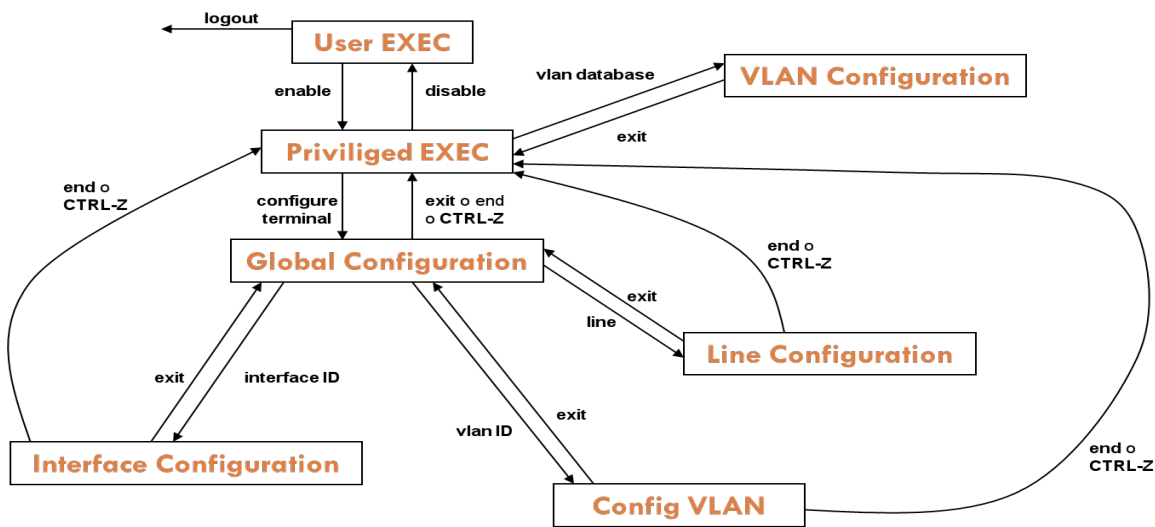 logout
User EXEC
enable
disable
vlan database
VLAN Configuration
exit
Priviliged EXEC
end o
CTRL-Z
configure
terminal
exit o end
o CTRL-Z
Global Configuration
end o
CTRL-Z
exit
line
Line Configuration
exit
interface ID
vlan ID
exit
Interface Configuration
end o
CTRL-Z
Config VLAN